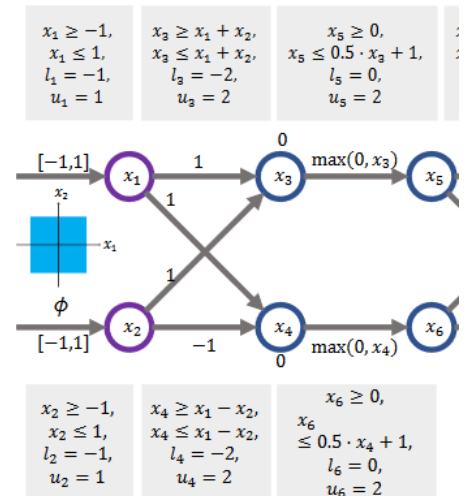 x₁ ≥ −1,
x₁ ≤ 1,
l₁ = −1,
u₁ = 1
x₃ ≥ x₁ + x₂,
x₃ ≤ x₁ + x₂,
l₃ = −2,
u₃ = 2
x₅ ≥ 0,
x₅ ≤ 0.5 · x₃ + 1,
l₅ = 0,
u₅ = 2
[−1,1]
x₁
1
0
x₃
max(0, x₃)
x₅
x₂
x₁
ϕ
1
1
[−1,1]
x₂
−1
x₄
0
max(0, x₄)
x₆
x₂ ≥ −1,
x₂ ≤ 1,
l₂ = −1,
u₂ = 1
x₄ ≥ x₁ − x₂,
x₄ ≤ x₁ − x₂,
l₄ = −2,
u₄ = 2
x₆ ≥ 0,
x₆
≤ 0.5 · x₄ + 1,
l₆ = 0,
u₆ = 2